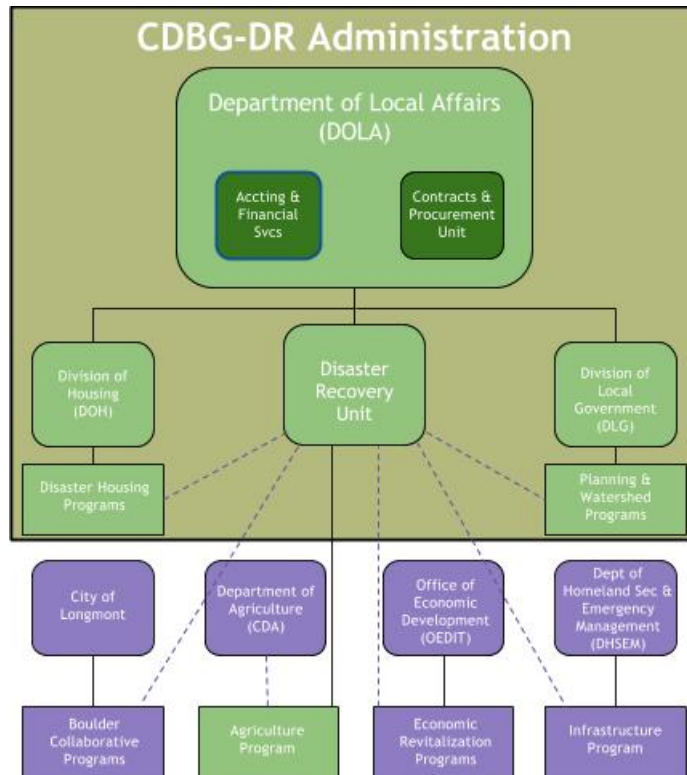 CDBG-DR Administration
Department of Local Affairs
(DOLA)
Accting &
Financial
Svcs
Contracts &
Procurement
Unit
Division of
Housing
(DOH)
Disaster
Recovery
Unit
Division of
Local
Government
(DLG)
Disaster Housing
Programs
Planning &
Watershed
Programs
City of
Longmont
Department of
Agriculture
(CDA)
Office of
Economic
Development
(OEDIT)
Dept of
Homeland Sec &
Emergency
Management
(DHSEM)
Boulder
Collaborative
Programs
Agriculture
Program
Economic
Revitalization
Programs
Infrastructure
Program